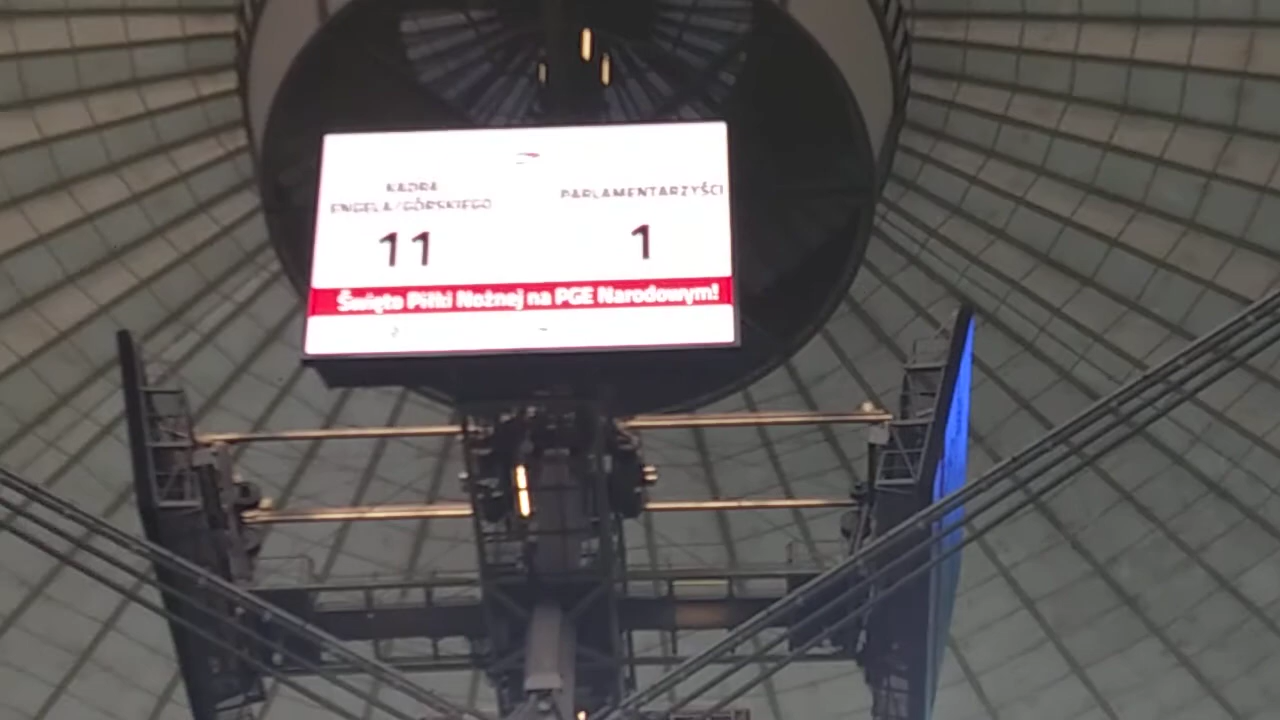 KADRA
ENGELA/GÓRSKIEGO
PARLAMENTARZYŚCI
11
1
Święto Piłki Nożnej na PGE Narodowym!